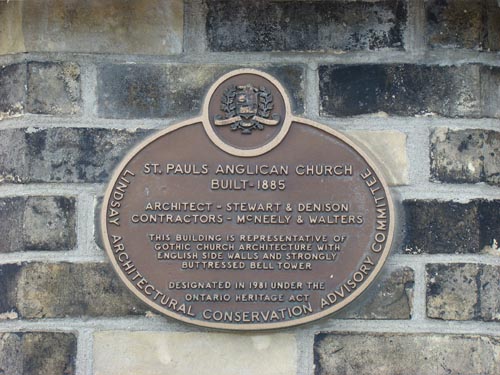 ST. PAULS ANGLICAN CHURCH
BUILT - 1885
ARCHITECT - STEWART & DENISON
CONTRACTORS - MCNEELY & WALTERS
THIS BUILDING IS REPRESENTATIVE OF
GOTHIC CHURCH ARCHITECTURE WITH
ENGLISH SIDE WALLS AND STRONGLY
BUTTRESSED BELL TOWER
DESIGNATED IN 1981 UNDER THE
ONTARIO HERITAGE ACT
LINDSAY ARCHITECTURAL CONSERVATION ADVISORY COMMITTEE